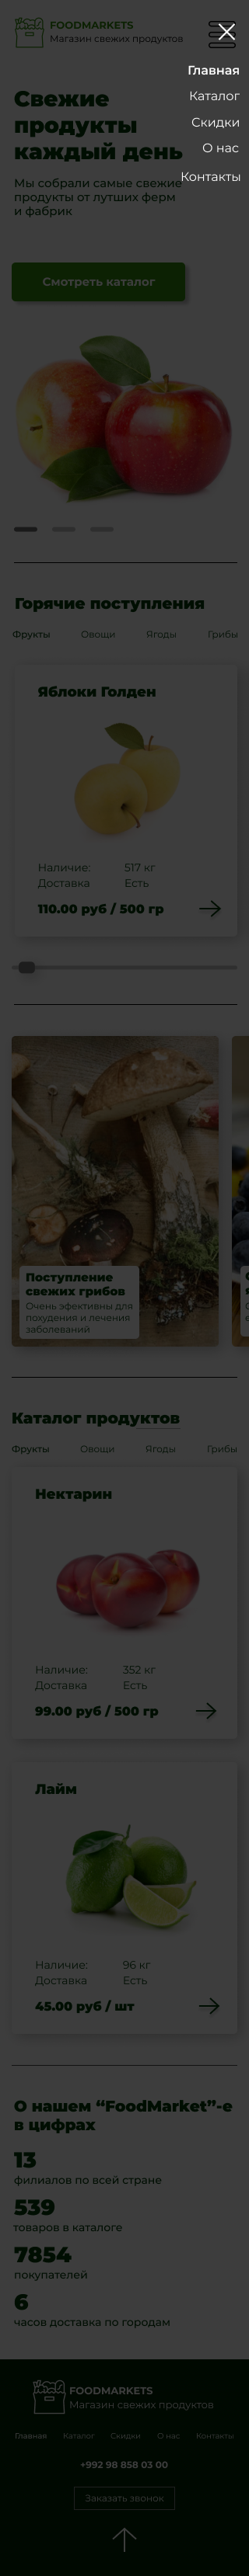 FOODMARKETS
Магазин свежих продуктов
Главная
Каталог
Скидки
О нас
Контакты
Свежие
продукты
каждый день
Мы собрали самые свежие
продукты от лутших ферм
и фабрик
Смотреть каталог
Горячие поступления
Фрукты Овощи Ягоды Грибы
Яблоки Голден
Наличие: 517 кг
Доставка Есть
110.00 руб / 500 гр
Поступление
свежих грибов
Очень эфективны для
похудения и лечения
заболеваний
Каталог продуктов
Фрукты Овощи Ягоды Грибы
Нектарин
Наличие: 352 кг
Доставка Есть
99.00 руб / 500 гр
Лайм
Наличие: 96 кг
Доставка Есть
45.00 руб / шт
О нашем “FoodMarket”-е
в цифрах
13
филиалов по всей стране
539
товаров в каталоге
7854
покупателей
6
часов доставка по городам
FOODMARKETS
Магазин свежих продуктов
Главная Каталог Скидки О нас Контакты
+992 98 858 03 00
Заказать звонок